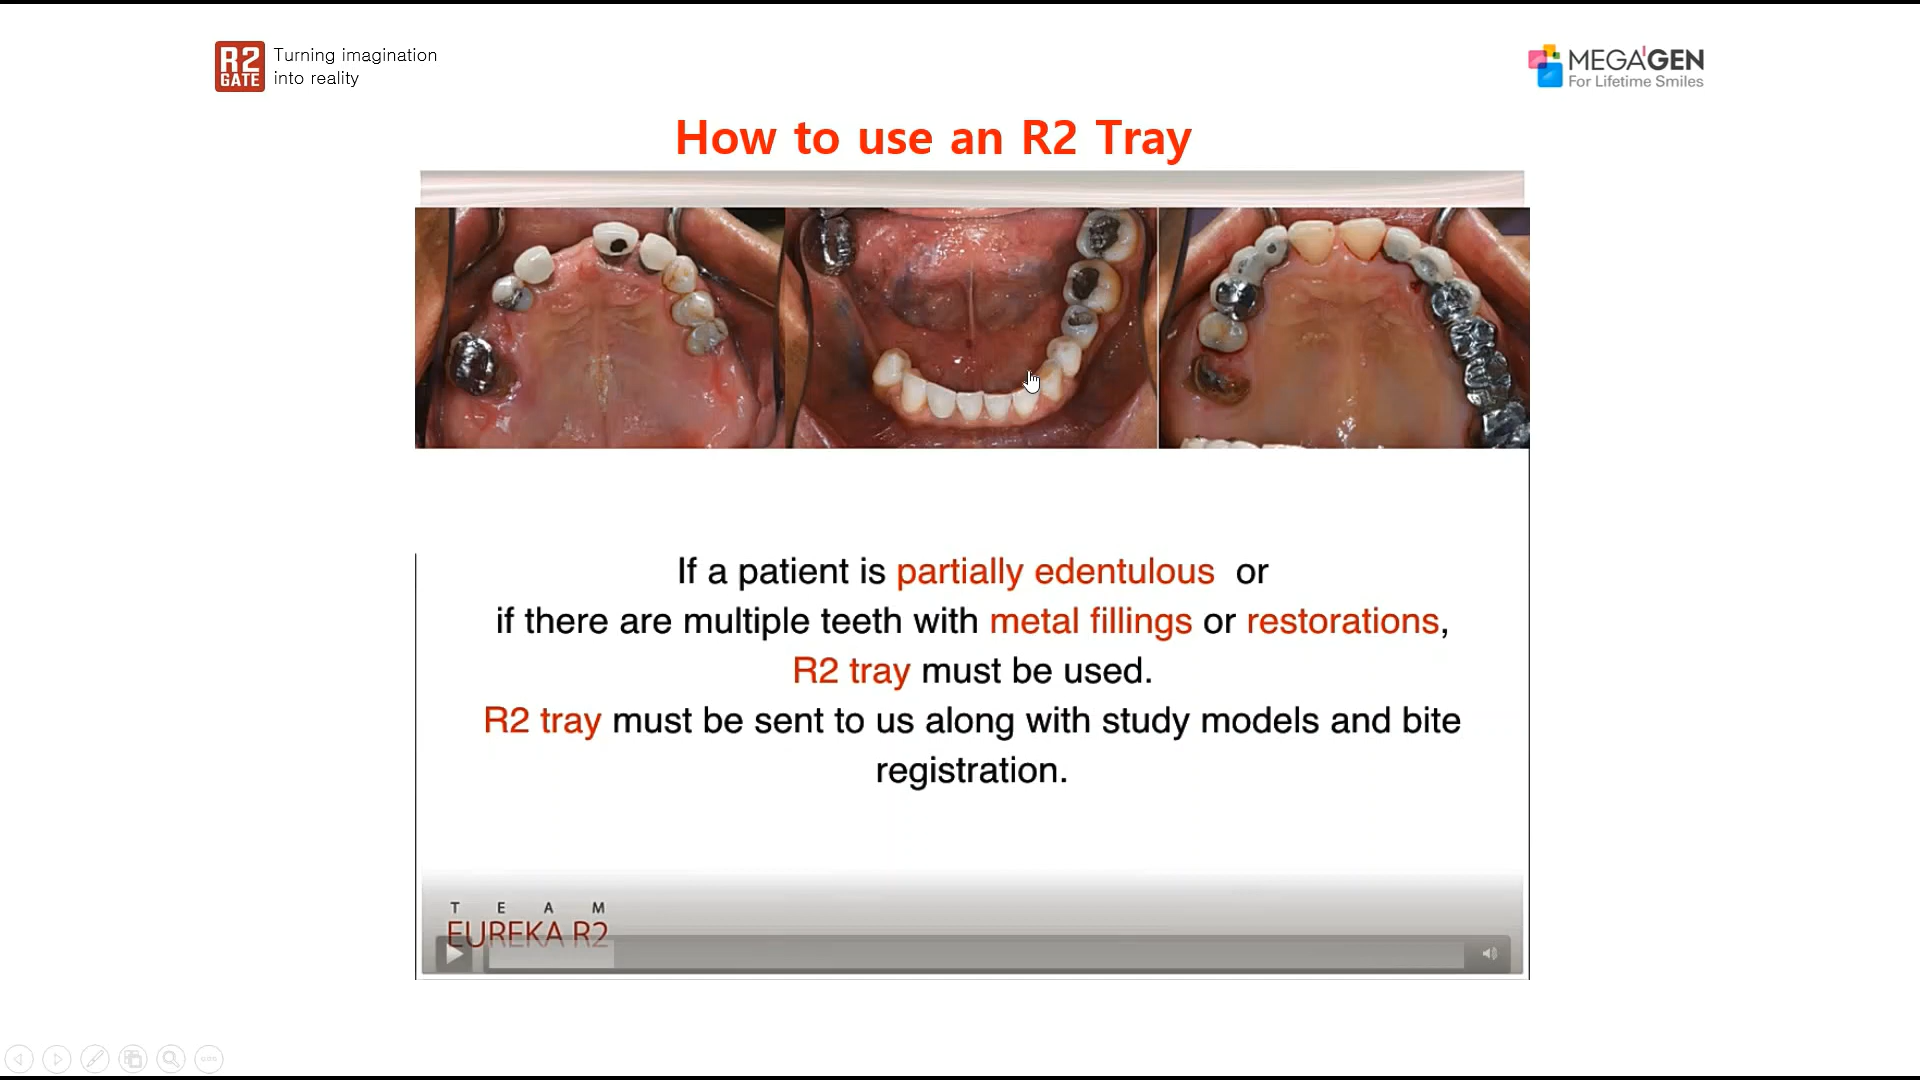 R2
GATE
Turning imagination
into reality
MEGA'GEN
For Lifetime Smiles
How to use an R2 Tray
If a patient is partially edentulous or
if there are multiple teeth with metal fillings or restorations,
R2 tray must be used.
R2 tray must be sent to us along with study models and bite
registration.
TEAM
EUREKA R2